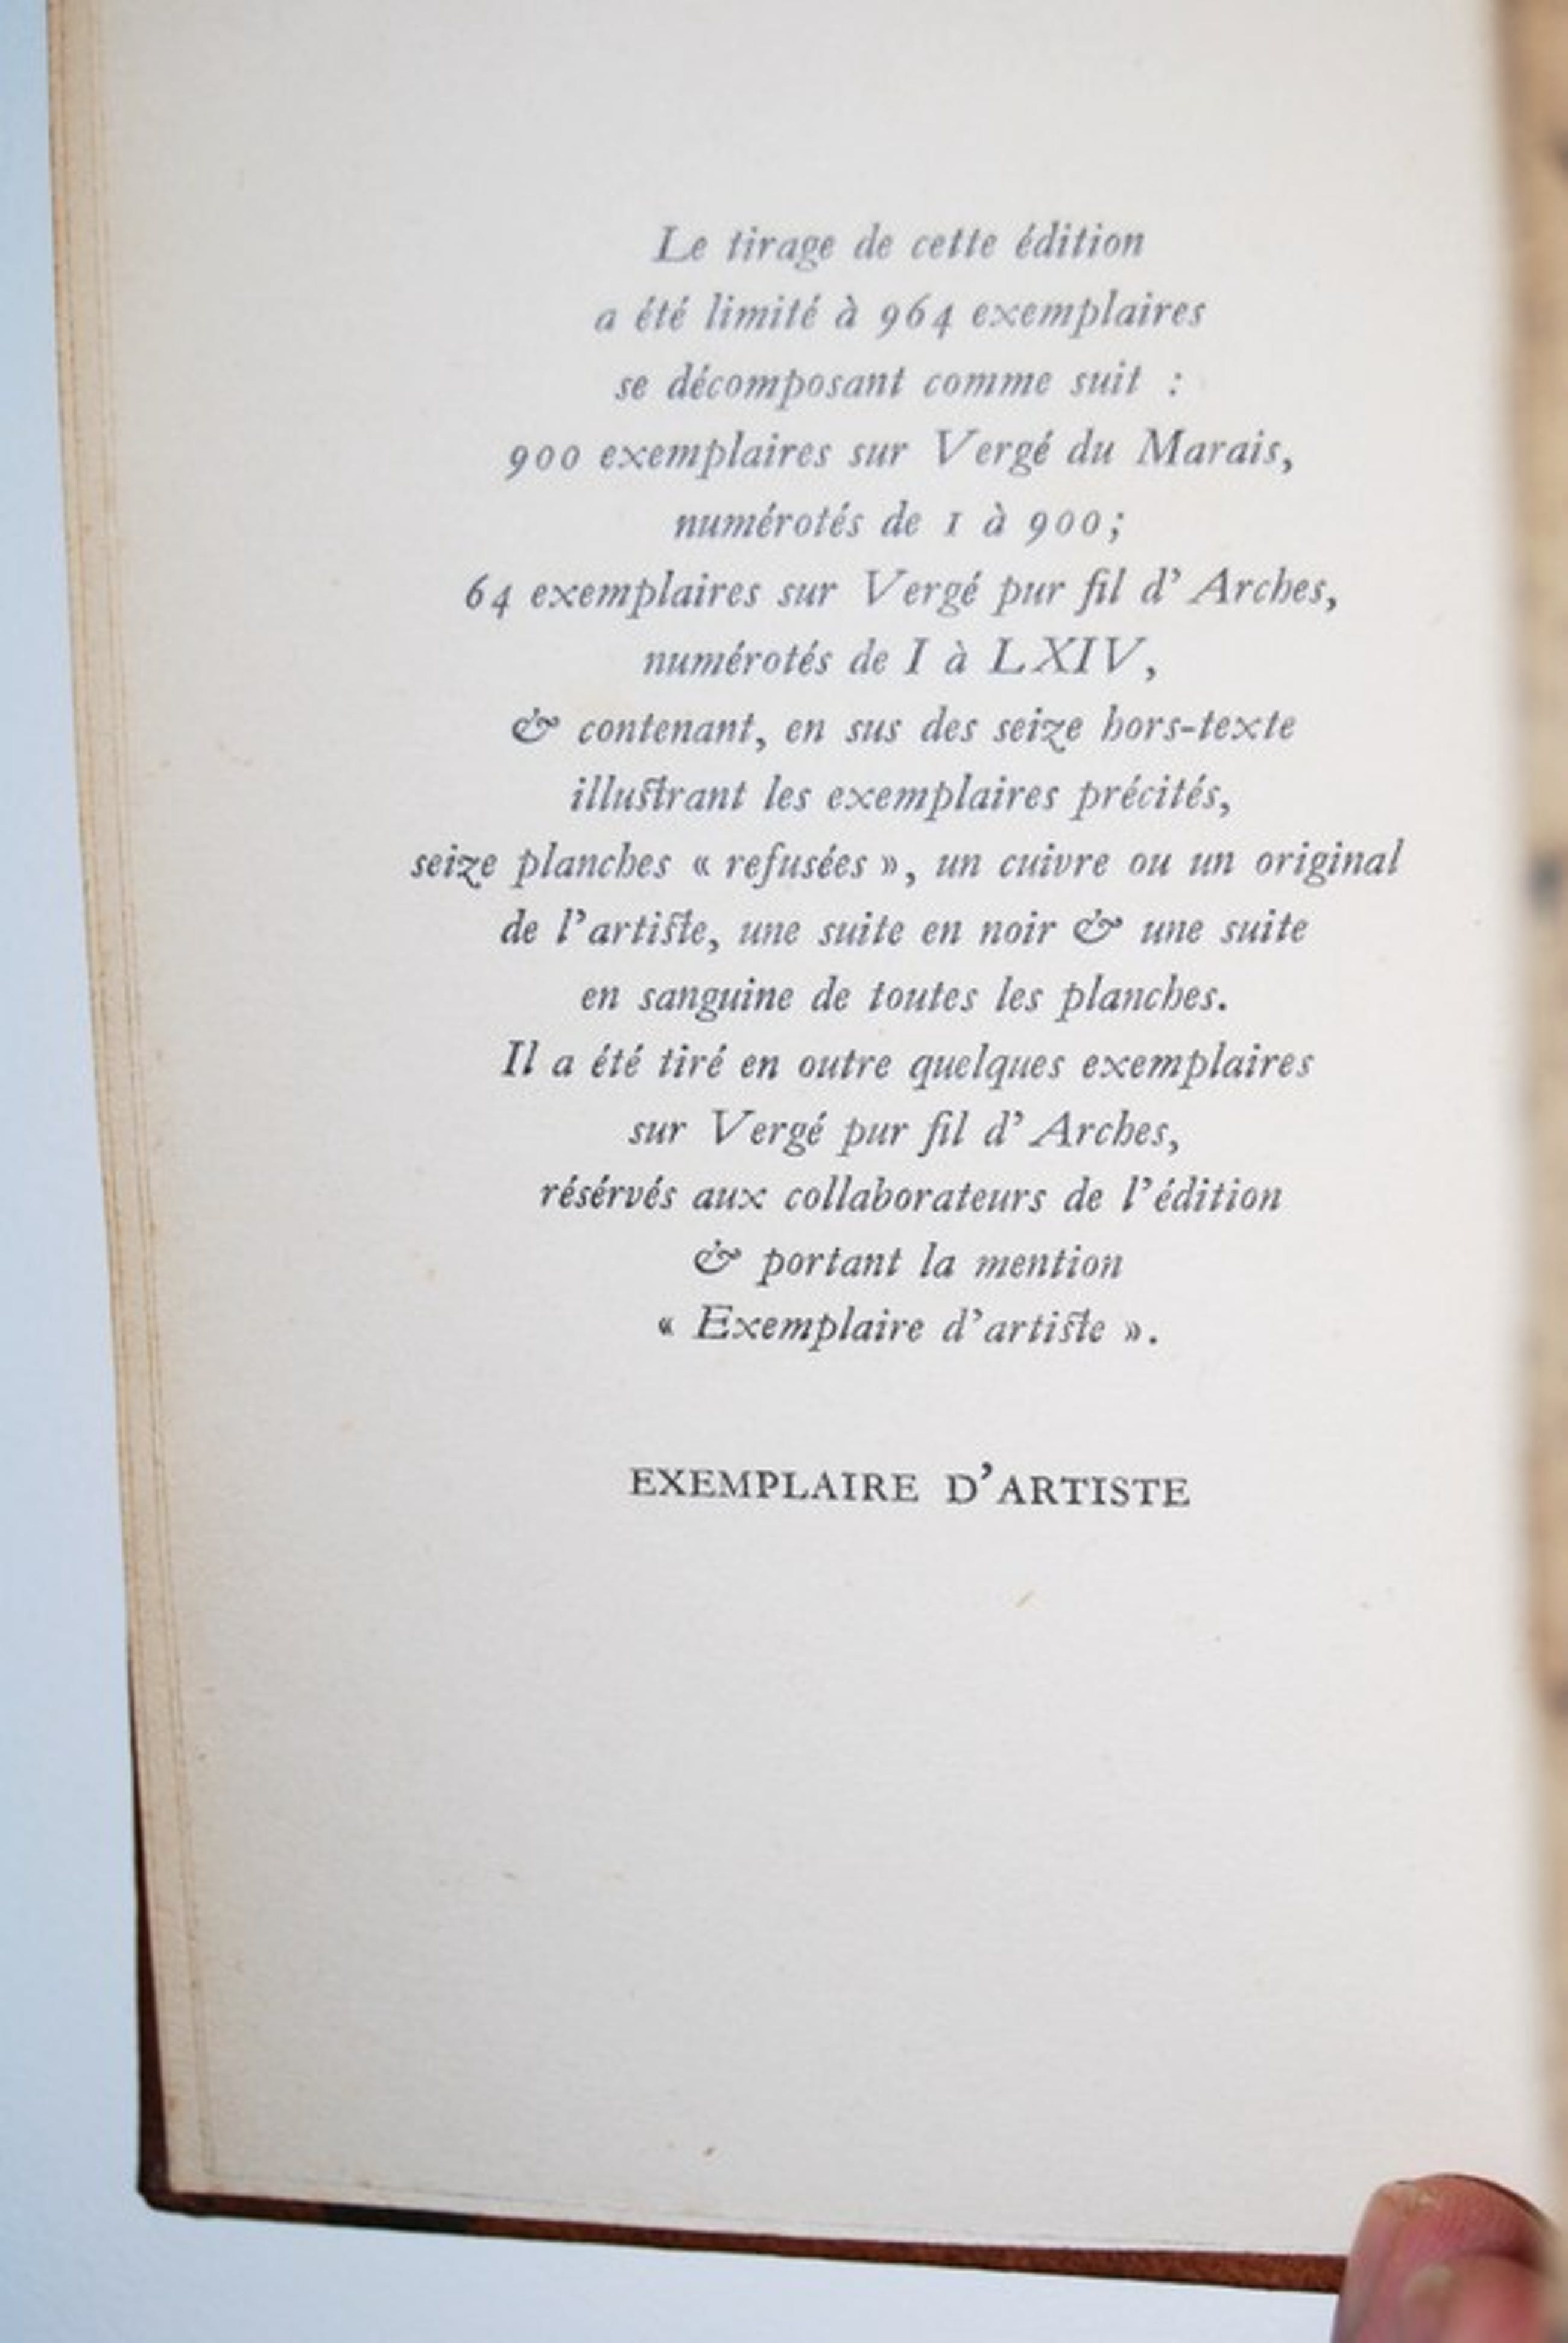 Le tirage de cette édition
a été limité à 964 exemplaires
se décomposant comme suit :
900 exemplaires sur Vergé du Marais,
numérotés de 1 à 900;
64 exemplaires sur Vergé pur fil d'Arches,
numérotés de I à LXIV,
& contenant, en sus des seize hors-texte
illustrant les exemplaires précités,
seize planches « refusées », un cuivre ou un original
de l'artiste, une suite en noir & une suite
en sanguine de toutes les planches.
Il a été tiré en outre quelques exemplaires
sur Vergé pur fil d'Arches,
résérvés aux collaborateurs de l'édition
& portant la mention
« Exemplaire d'artiste ».
EXEMPLAIRE D'ARTISTE